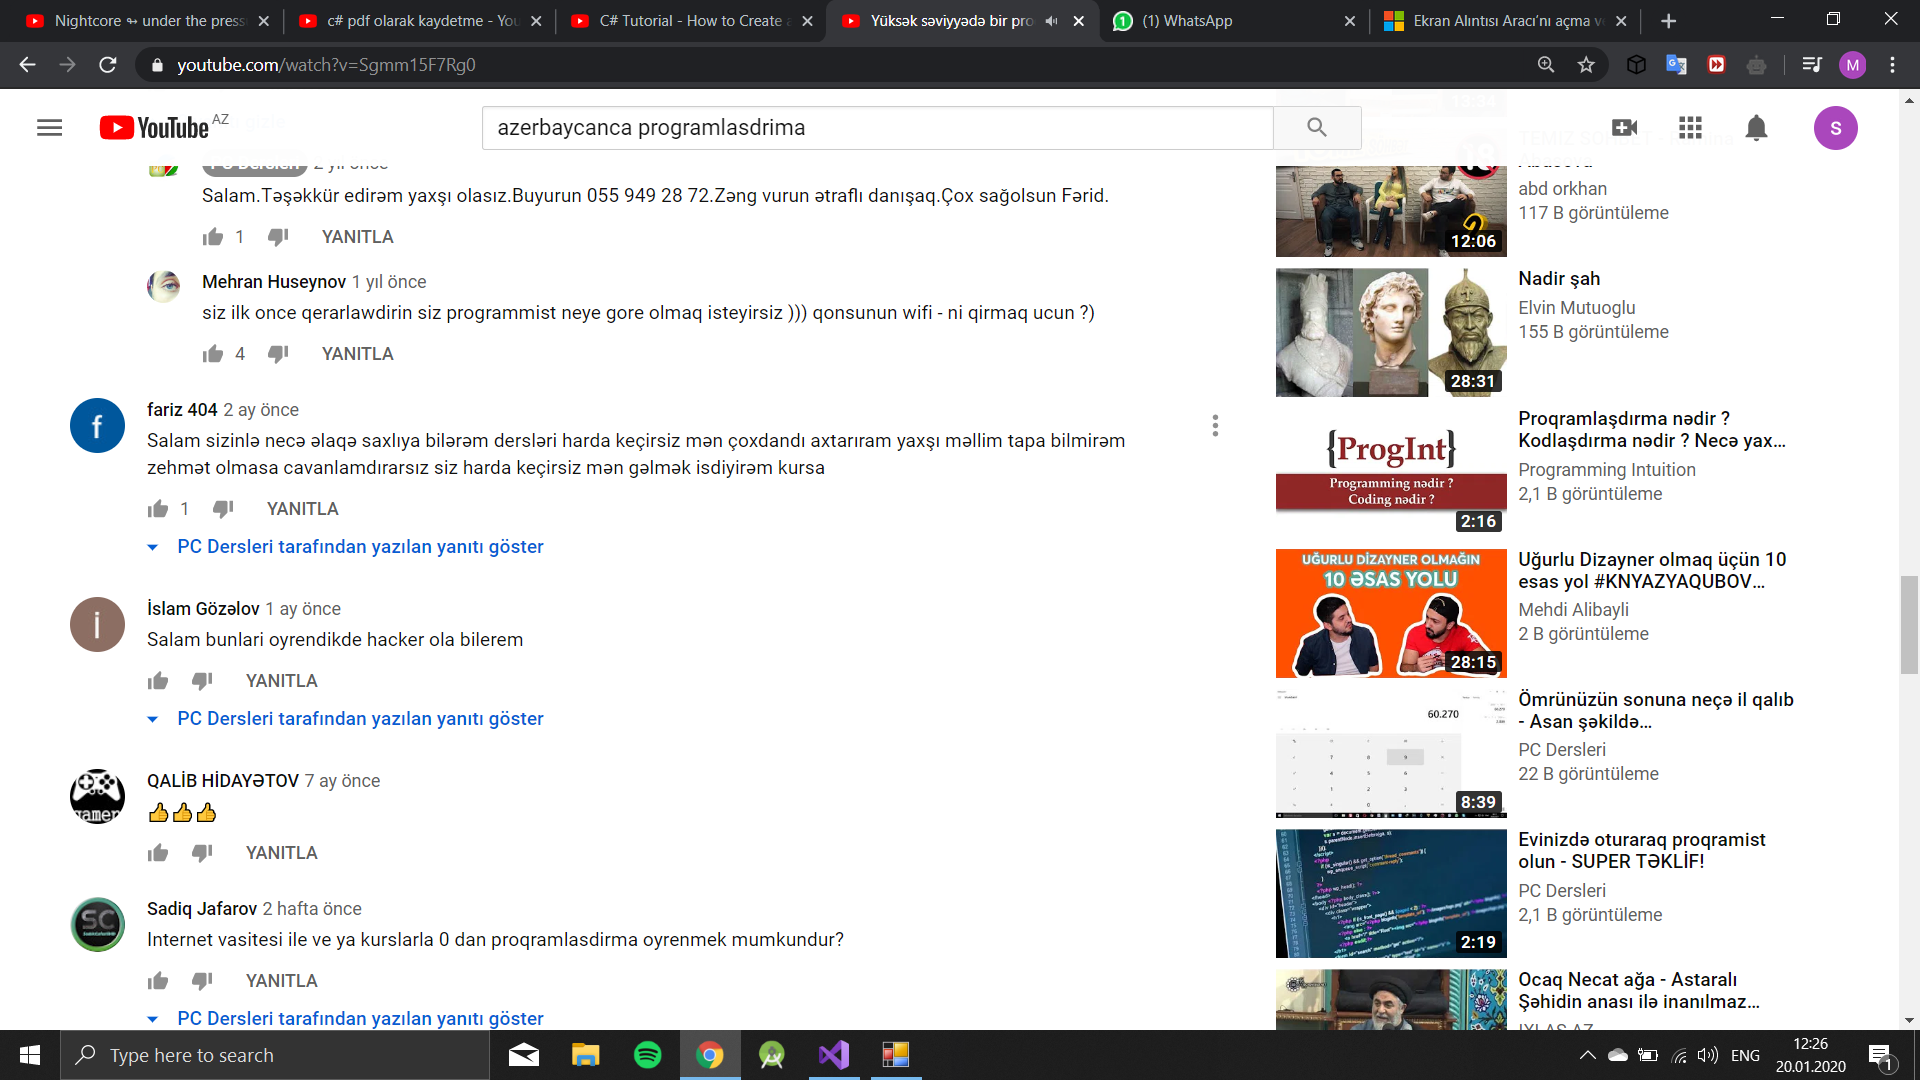 Nightcore ↬ under the press
c# pdf olarak kaydetme - You
C# Tutorial - How to Create a
Yüksək səviyyədə bir pro
(1) WhatsApp
Ekran Alıntısı Aracı'nı açma v
youtube.com/watch?v=Sgmm15F7Rg0
M
YouTube AZ
azerbaycanca programlasdrima
S
2 yıl önce
Salam.Təşəkkür edirəm yaxşı olasız.Buyurun 055 949 28 72.Zəng vurun ətraflı danışaq.Çox sağolsun Fərid.
1 YANITLA
Mehran Huseynov 1 yıl önce
siz ilk once qerarlawdirin siz programmist neye gore olmaq isteyirsiz ))) qonsunun wifi - ni qirmaq ucun ?)
4 YANITLA
f
fariz 404 2 ay önce
Salam sizinlə necə əlaqə saxlıya bilərəm dersləri harda keçirsiz mən çoxdandı axtarıram yaxşı məllim tapa bilmirəm
zehmət olmasa cavanlamdırarsız siz harda keçirsiz mən gəlmək isdiyirəm kursa
1 YANITLA
PC Dersleri tarafından yazılan yanıtı göster
i
İslam Gözəlov 1 ay önce
Salam bunlari oyrendikde hacker ola bilerem
YANITLA
PC Dersleri tarafından yazılan yanıtı göster
gamer
QALİB HİDAYƏTOV 7 ay önce
👍👍👍
YANITLA
SC
Sadiq Jafarov 2 hafta önce
Internet vasitesi ile ve ya kurslarla 0 dan proqramlasdirma oyrenmek mumkundur?
YANITLA
PC Dersleri tarafından yazılan yanıtı göster
abd orkhan
117 B görüntüleme
12:06
Nadir şah
Elvin Mutuoglu
155 B görüntüleme
28:31
{ProgInt}
Programming nədir ?
Coding nədir ?
2:16
Proqramlaşdırma nədir ?
Kodlaşdırma nədir ? Necə yax...
Programming Intuition
2,1 B görüntüleme
UĞURLU DİZAYNER OLMAĞIN
10 ƏSAS YOLU
28:15
Uğurlu Dizayner olmaq üçün 10
esas yol #KNYAZYAQUBOV...
Mehdi Alibayli
2 B görüntüleme
60.270
8:39
Ömrünüzün sonuna neçə il qalıb
- Asan şəkildə...
PC Dersleri
22 B görüntüleme
2:19
Evinizdə oturaraq proqramist
olun - SUPER TƏKLİF!
PC Dersleri
2,1 B görüntüleme
Ocaq Necat ağa - Astaralı
Şəhidin anası ilə inanılmaz...
Type here to search
ENG
12:26
20.01.2020
1